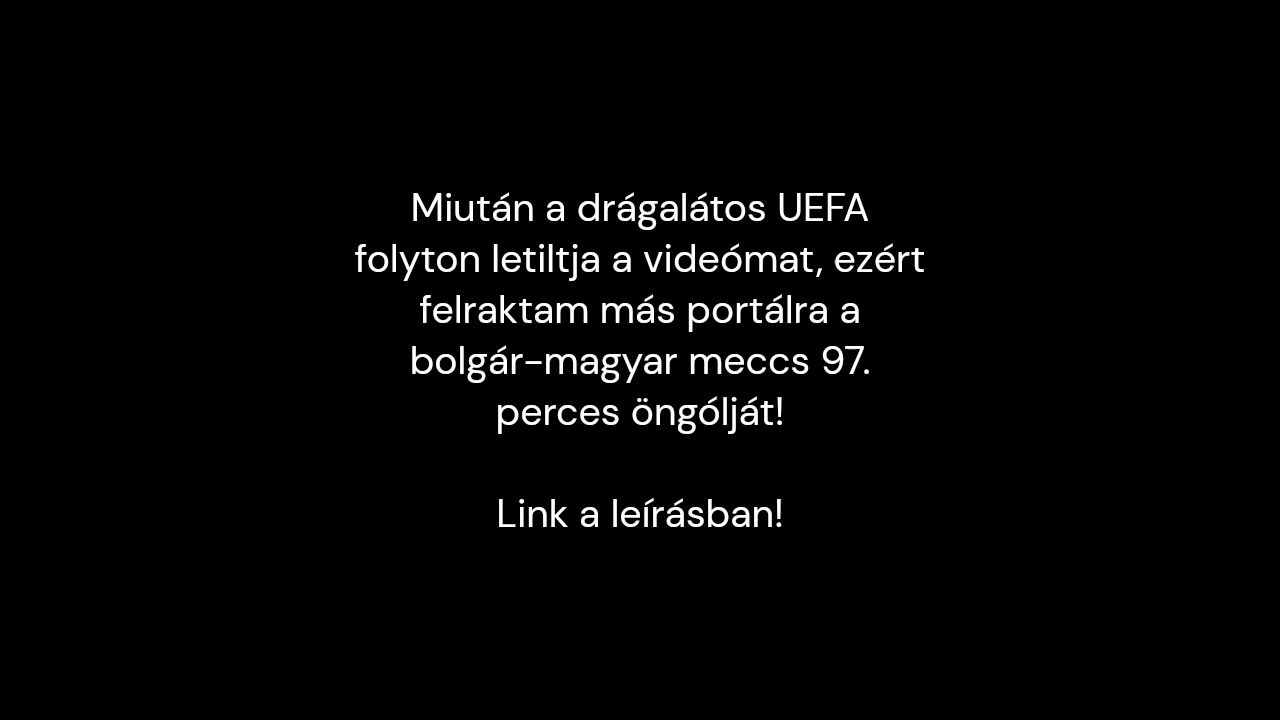 Miután a drágalátos UEFA
folyton letiltja a videómat, ezért
felraktam más portálra a
bolgár-magyar meccs 97.
perces öngólját!
Link a leírásban!